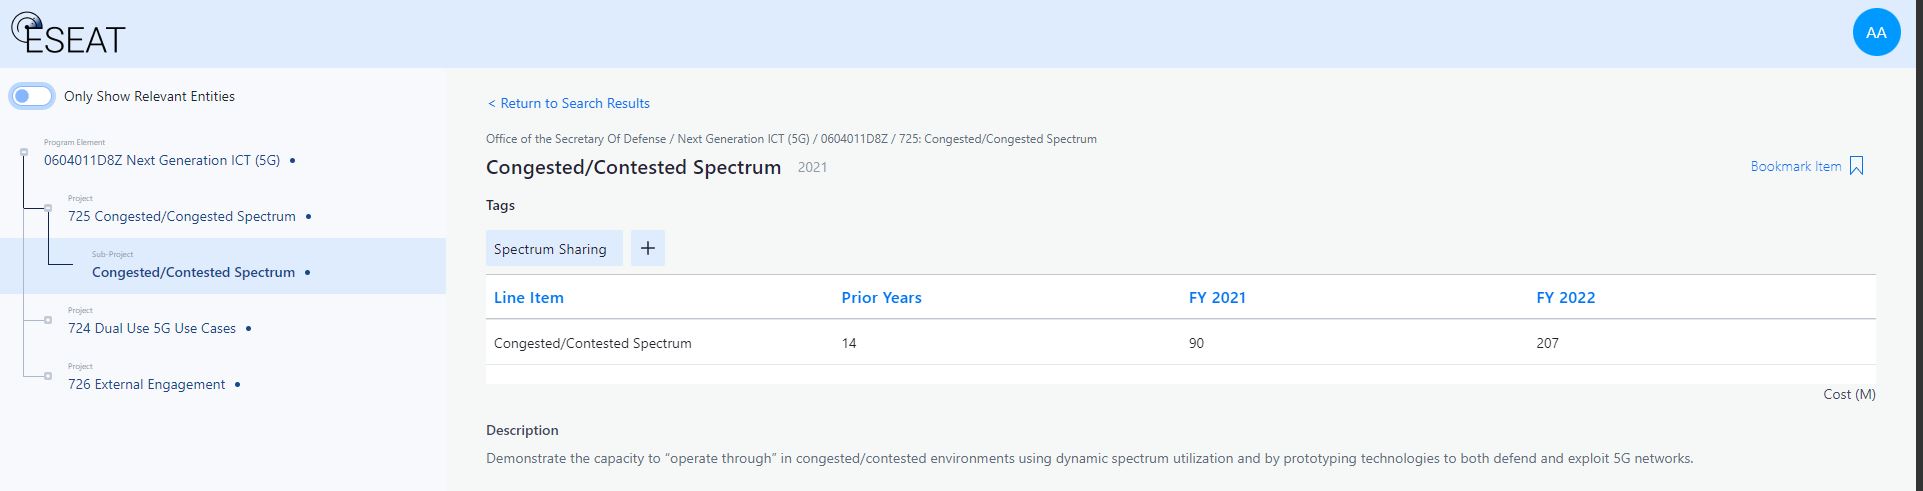 ESEAT
AA
Only Show Relevant Entities
Program Element
0604011D8Z Next Generation ICT (5G)
Project
725 Congested/Congested Spectrum
Sub-Project
Congested/Contested Spectrum
Project
724 Dual Use 5G Use Cases
Project
726 External Engagement
< Return to Search Results
Office of the Secretary Of Defense / Next Generation ICT (5G) / 0604011D8Z / 725: Congested/Congested Spectrum
Congested/Contested Spectrum 2021
Bookmark Item
Tags
Spectrum Sharing +
Line Item Prior Years FY 2021 FY 2022
Congested/Contested Spectrum 14 90 207
Cost (M)
Description
Demonstrate the capacity to “operate through” in congested/contested environments using dynamic spectrum utilization and by prototyping technologies to both defend and exploit 5G networks.